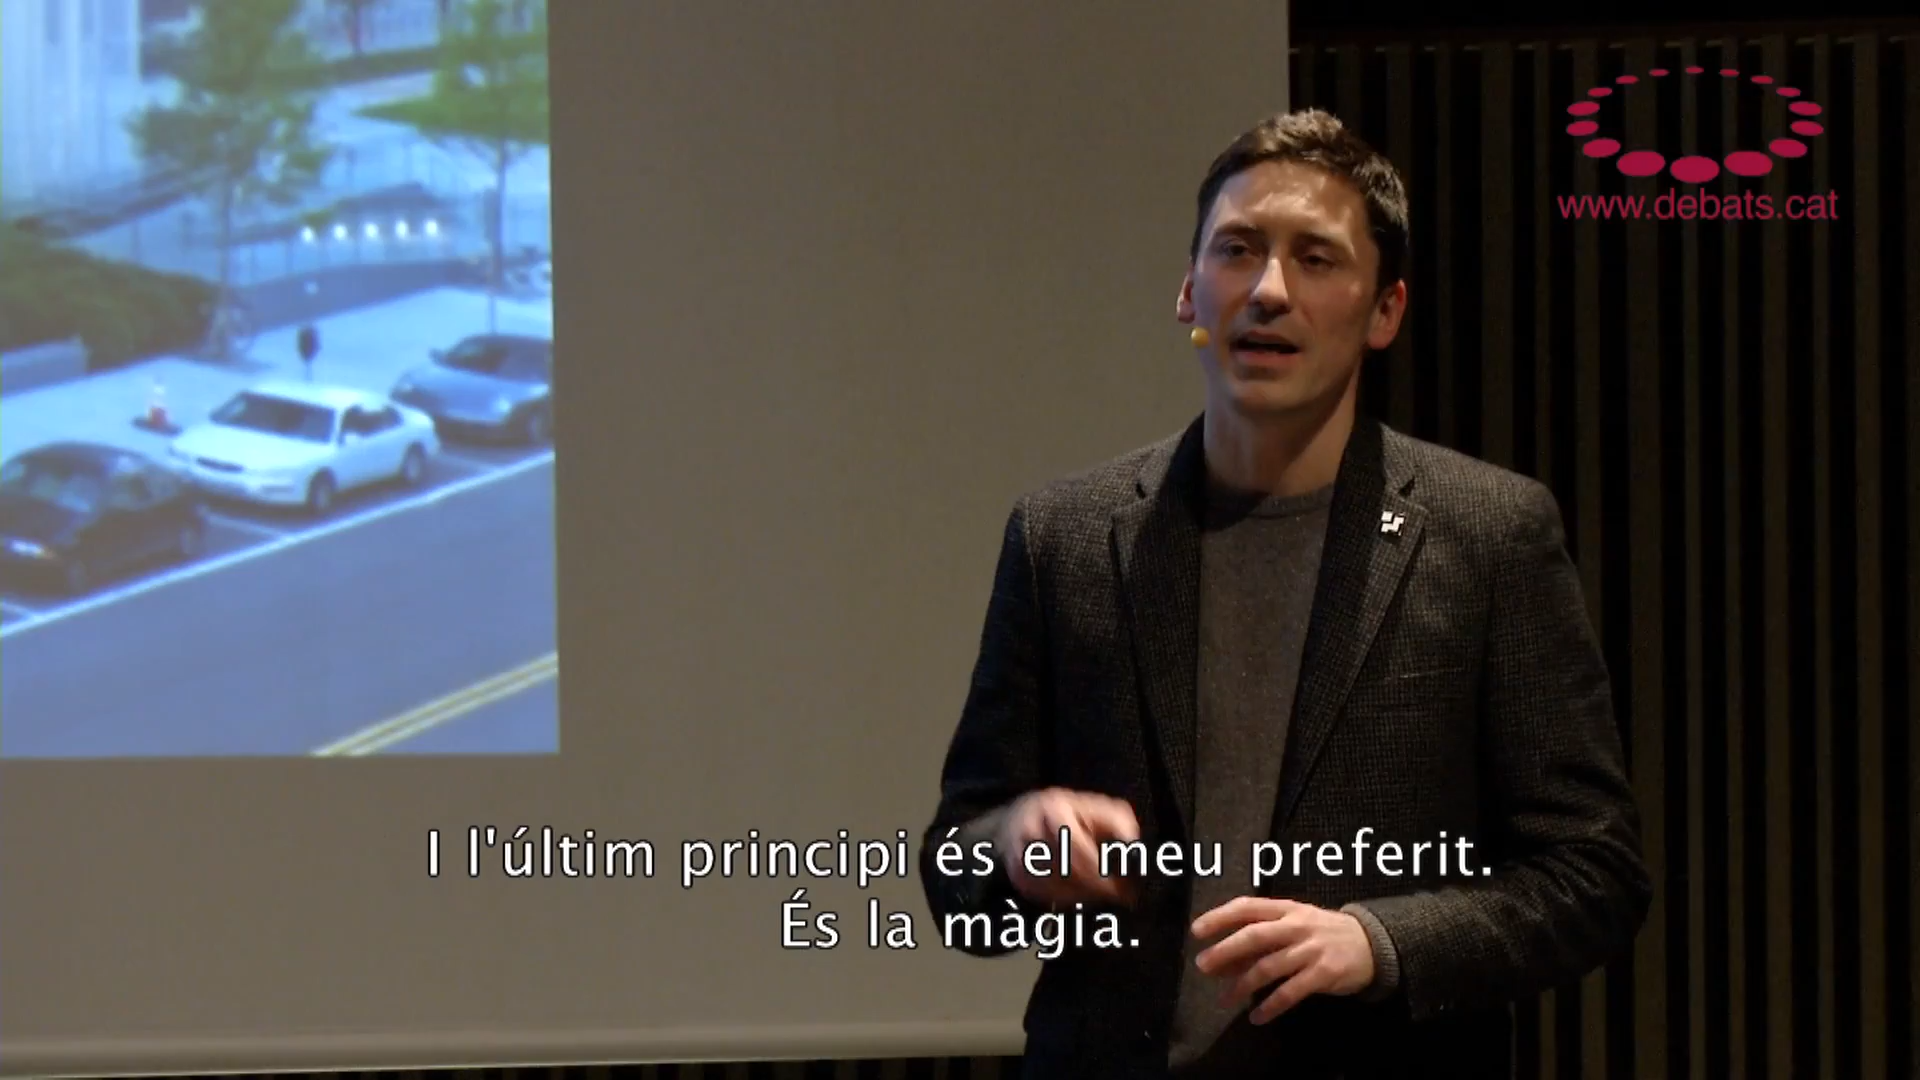 www.debats.cat
I l'últim principi és el meu preferit.
És la màgia.